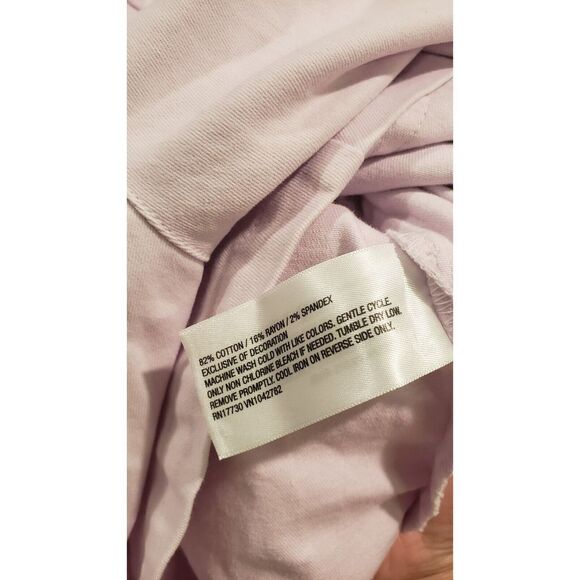 82% COTTON / 16% RAYON / 2% SPANDEX
EXCLUSIVE OF DECORATION
MACHINE WASH COLD WITH LIKE COLORS. GENTLE CYCLE.
ONLY NON CHLORINE BLEACH IF NEEDED. TUMBLE DRY LOW.
REMOVE PROMPTLY. COOL IRON ON REVERSE SIDE ONLY.
RN17730 VN1042782